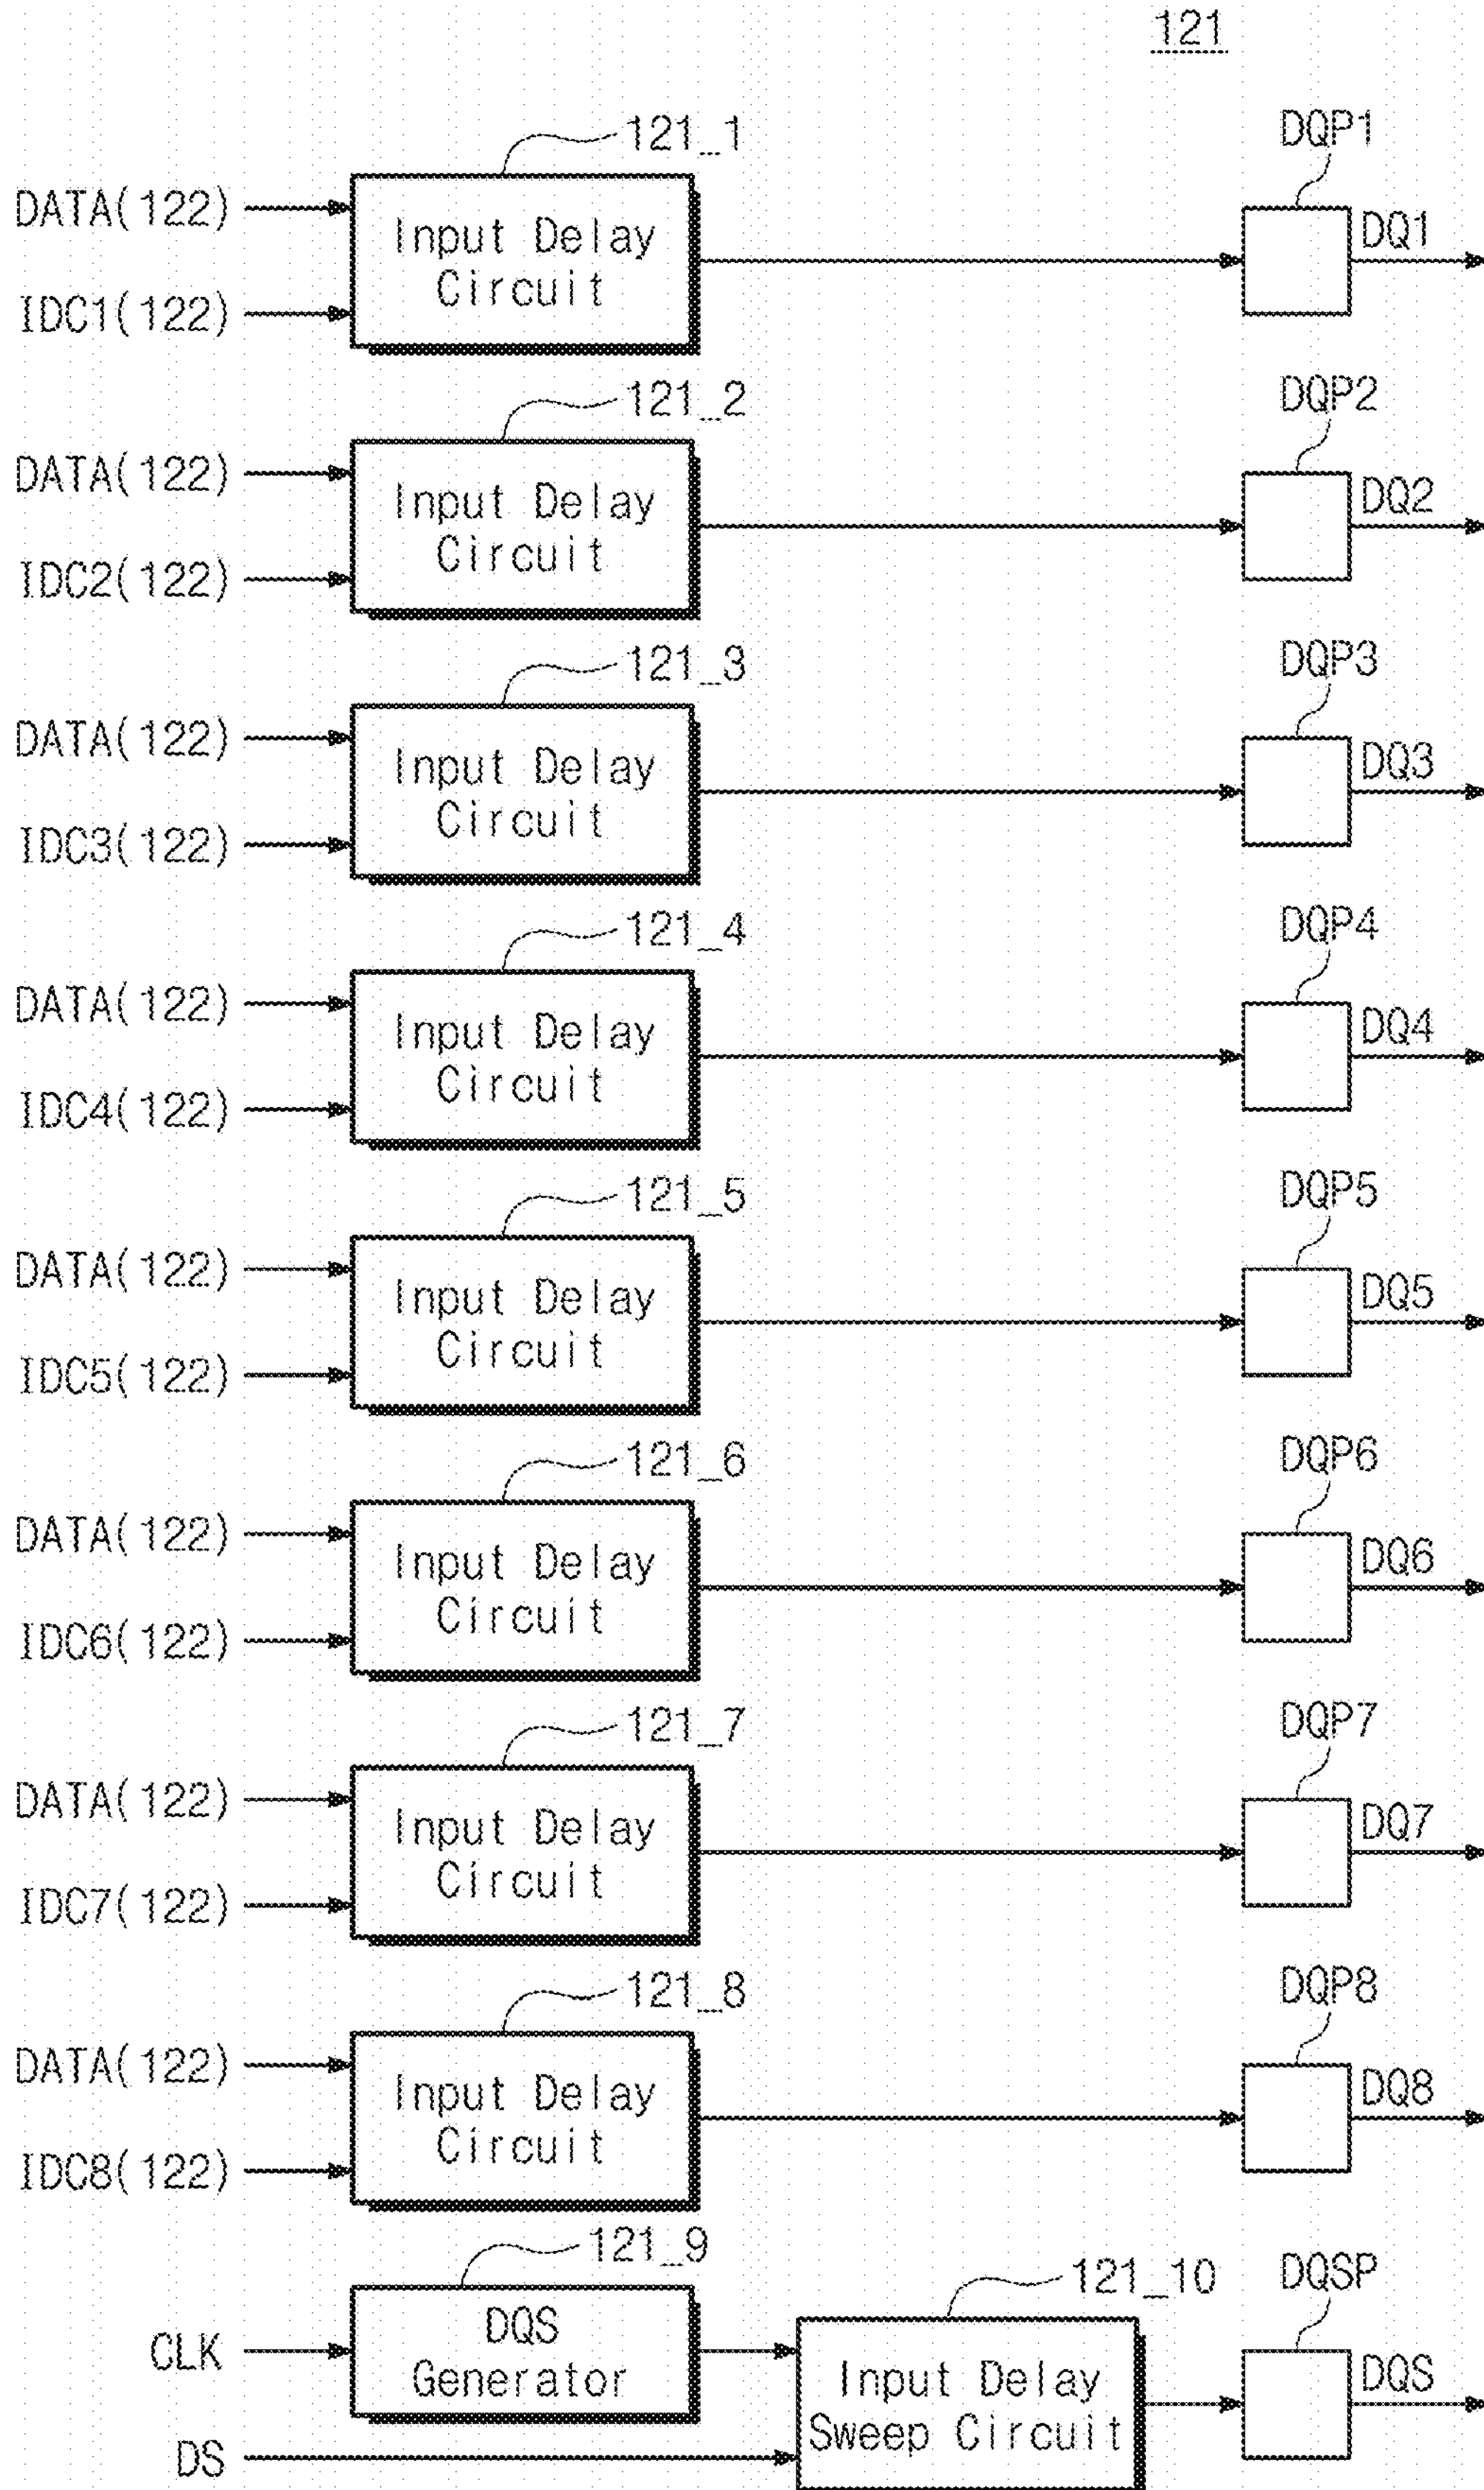 121
121_1
DQP1
DATA(122)
Input Delay
Circuit
DQ1
IDC1(122)
121_2
DQP2
DATA(122)
Input Delay
Circuit
DQ2
IDC2(122)
121_3
DQP3
DATA(122)
Input Delay
Circuit
DQ3
IDC3(122)
121_4
DQP4
DATA(122)
Input Delay
Circuit
DQ4
IDC4(122)
121_5
DQP5
DATA(122)
Input Delay
Circuit
DQ5
IDC5(122)
121_6
DQP6
DATA(122)
Input Delay
Circuit
DQ6
IDC6(122)
121_7
DQP7
DATA(122)
Input Delay
Circuit
DQ7
IDC7(122)
121_8
DQP8
DATA(122)
Input Delay
Circuit
DQ8
IDC8(122)
121_9
121_10
DQSP
CLK
DQS
Generator
Input Delay
Sweep Circuit
DQS
DS